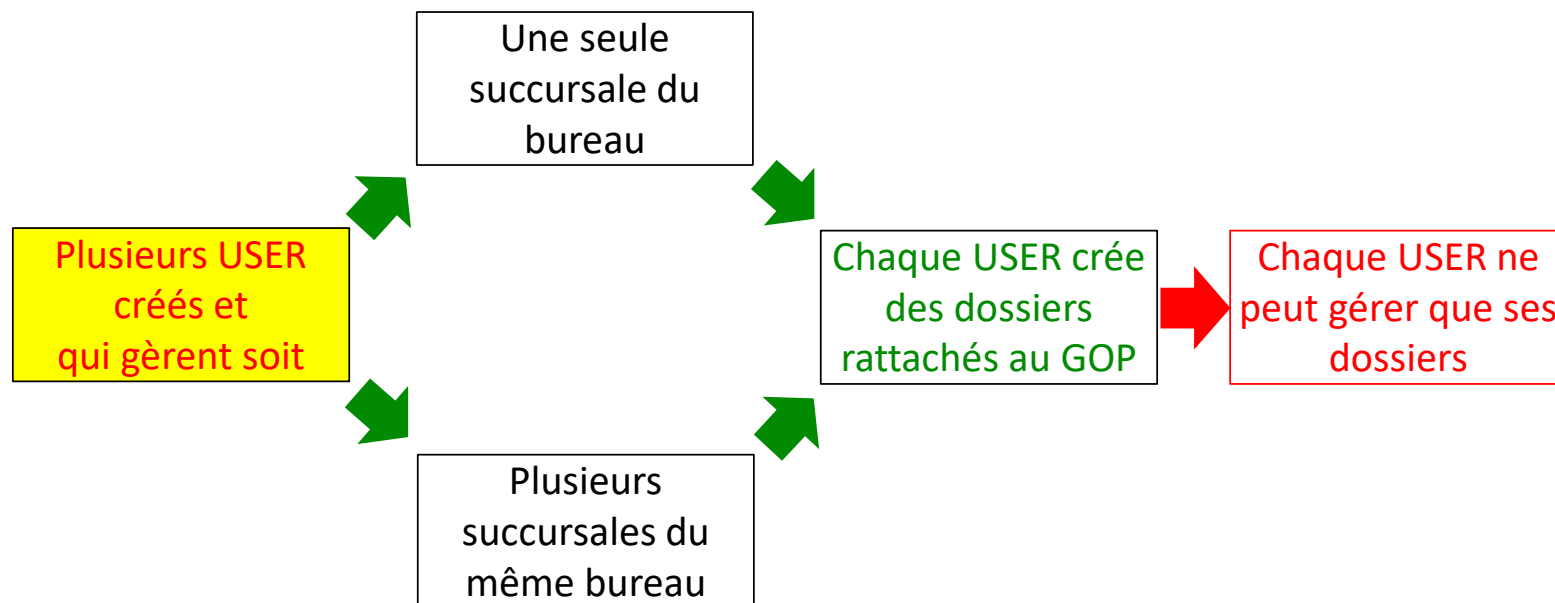 Une seule
succursale du
bureau
Plusieurs USER
créés et
qui gèrent soit
Chaque USER crée
des dossiers
rattachés au GOP
Chaque USER ne
peut gérer que ses
dossiers
Plusieurs
succursales du
même bureau